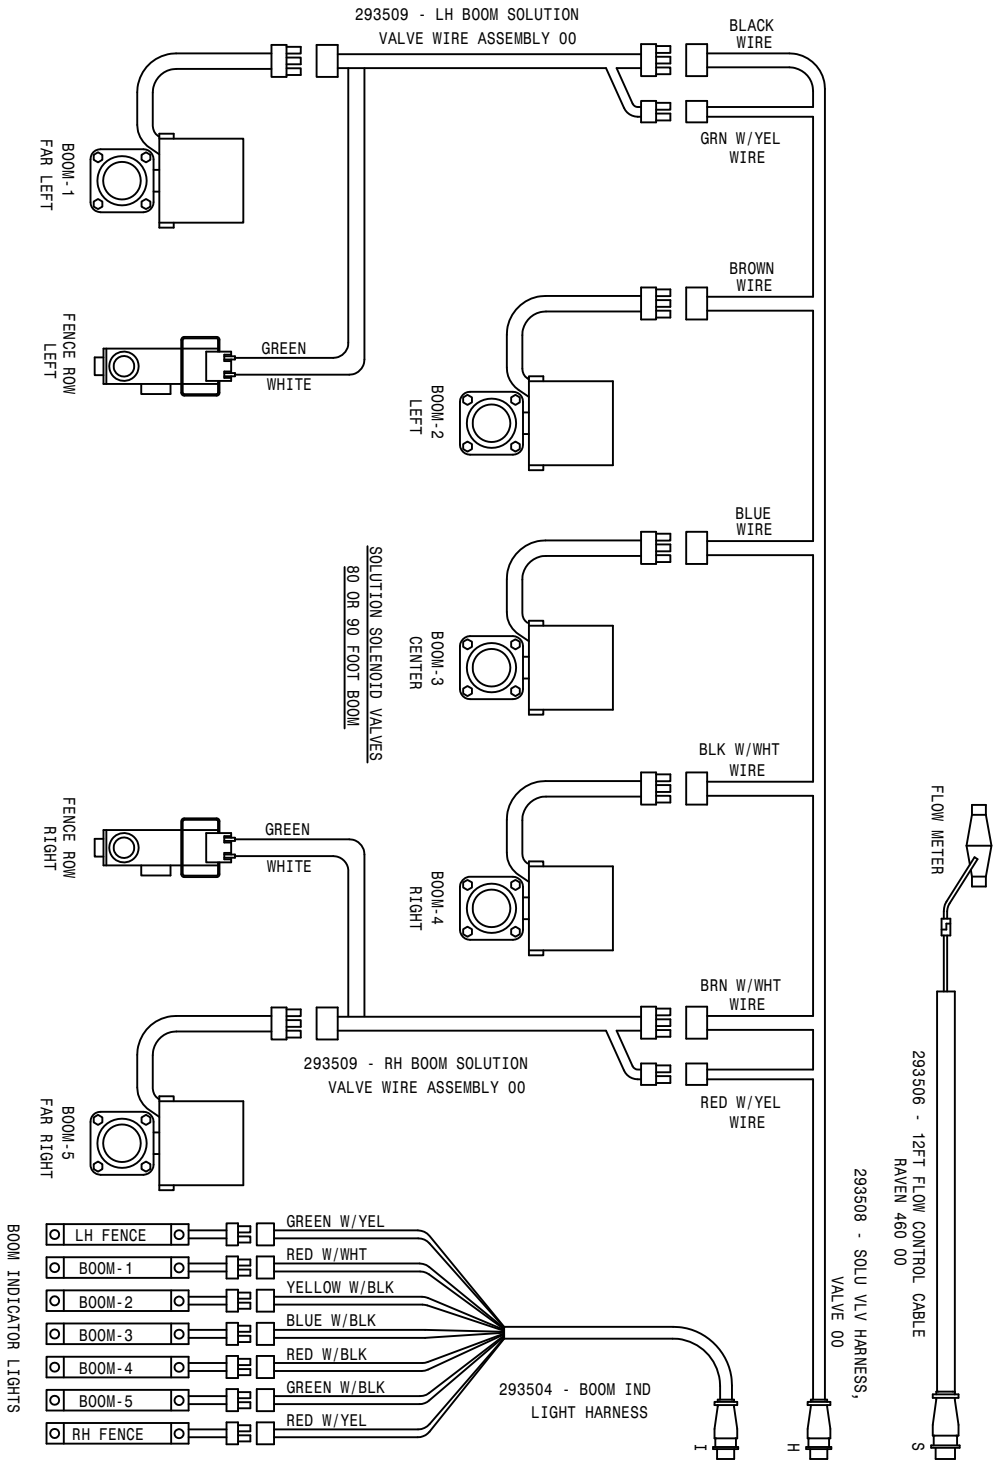 293509 - LH BOOM SOLUTION
VALVE WIRE ASSEMBLY 00
BLACK
WIRE
GRN W/YEL
WIRE
BOOM-1
FAR LEFT
BROWN
WIRE
FENCE ROW
LEFT
GREEN
WHITE
BOOM-2
LEFT
BLUE
WIRE
SOLUTION SOLENOID VALVES
80 OR 90 FOOT BOOM
BOOM-3
CENTER
BLK W/WHT
WIRE
FLOW METER
FENCE ROW
RIGHT
GREEN
WHITE
BOOM-4
RIGHT
BRN W/WHT
WIRE
293509 - RH BOOM SOLUTION
VALVE WIRE ASSEMBLY 00
RED W/YEL
WIRE
BOOM-5
FAR RIGHT
293506 - 12FT FLOW CONTROL CABLE
RAVEN 460 00
293508 - SOLU VLV HARNESS,
VALVE 00
BOOM INDICATOR LIGHTS
LH FENCE
GREEN W/YEL
BOOM-1
RED W/WHT
BOOM-2
YELLOW W/BLK
BOOM-3
BLUE W/BLK
BOOM-4
RED W/BLK
BOOM-5
GREEN W/BLK
RH FENCE
RED W/YEL
293504 - BOOM IND
LIGHT HARNESS
I
H
S